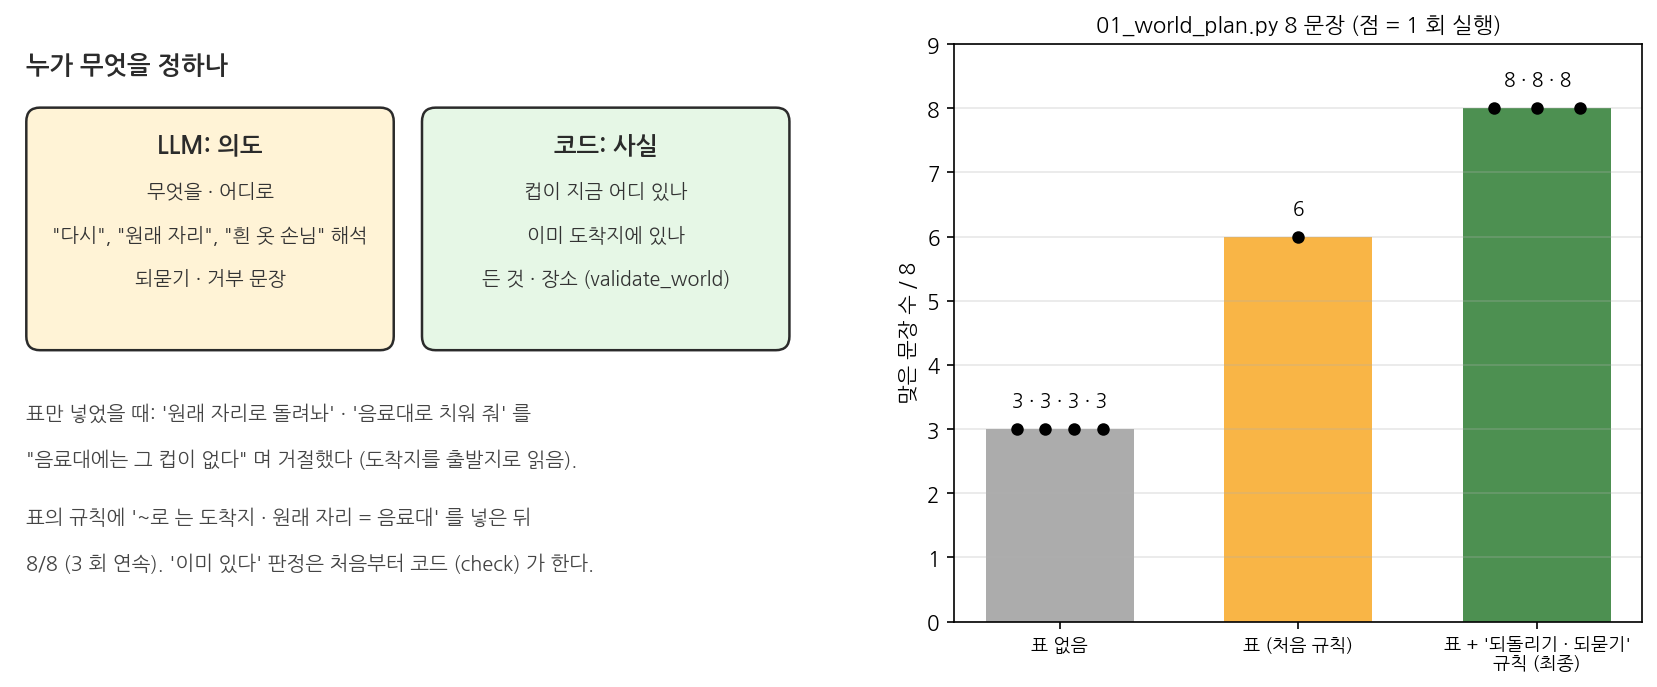 누가 무엇을 정하나
LLM: 의도
무엇을 · 어디로
"다시", "원래 자리", "흰 옷 손님" 해석
되묻기 · 거부 문장
코드: 사실
컵이 지금 어디 있나
이미 도착지에 있나
든 것 · 장소 (validate_world)
표만 넣었을 때: '원래 자리로 돌려놔' · '음료대로 치워 줘' 를
"음료대에는 그 컵이 없다" 며 거절했다 (도착지를 출발지로 읽음).
표의 규칙에 '~로 는 도착지 · 원래 자리 = 음료대' 를 넣은 뒤
8/8 (3 회 연속). '이미 있다' 판정은 처음부터 코드 (check) 가 한다.
01_world_plan.py 8 문장 (점 = 1 회 실행)
맞은 문장 수 / 8
9
8
7
6
5
4
3
2
1
0
3 · 3 · 3 · 3
6
8 · 8 · 8
표 없음
표 (처음 규칙)
표 + '되돌리기 · 되묻기'
규칙 (최종)